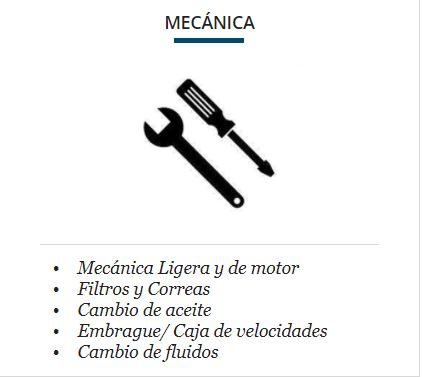 MECÁNICA
• Mecánica Ligera y de motor
• Filtros y Correas
• Cambio de aceite
• Embrague/ Caja de velocidades
• Cambio de fluidos